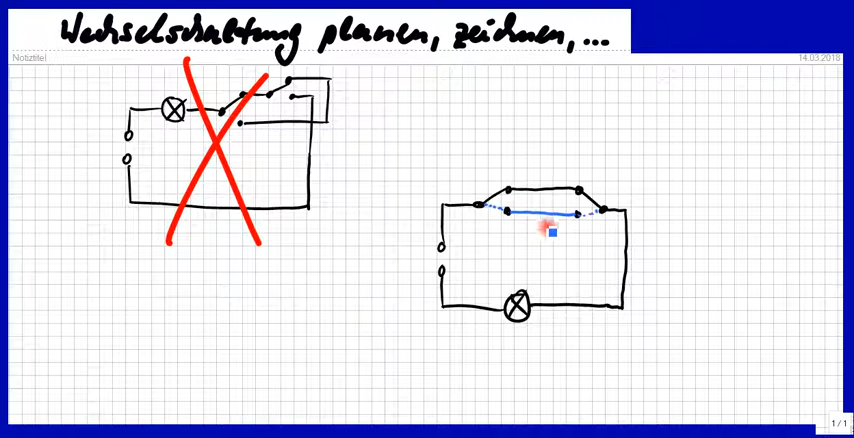 Wechselschaltung planen, zeichnen, ...
Notiztitel
14.03.2018
1 / 1